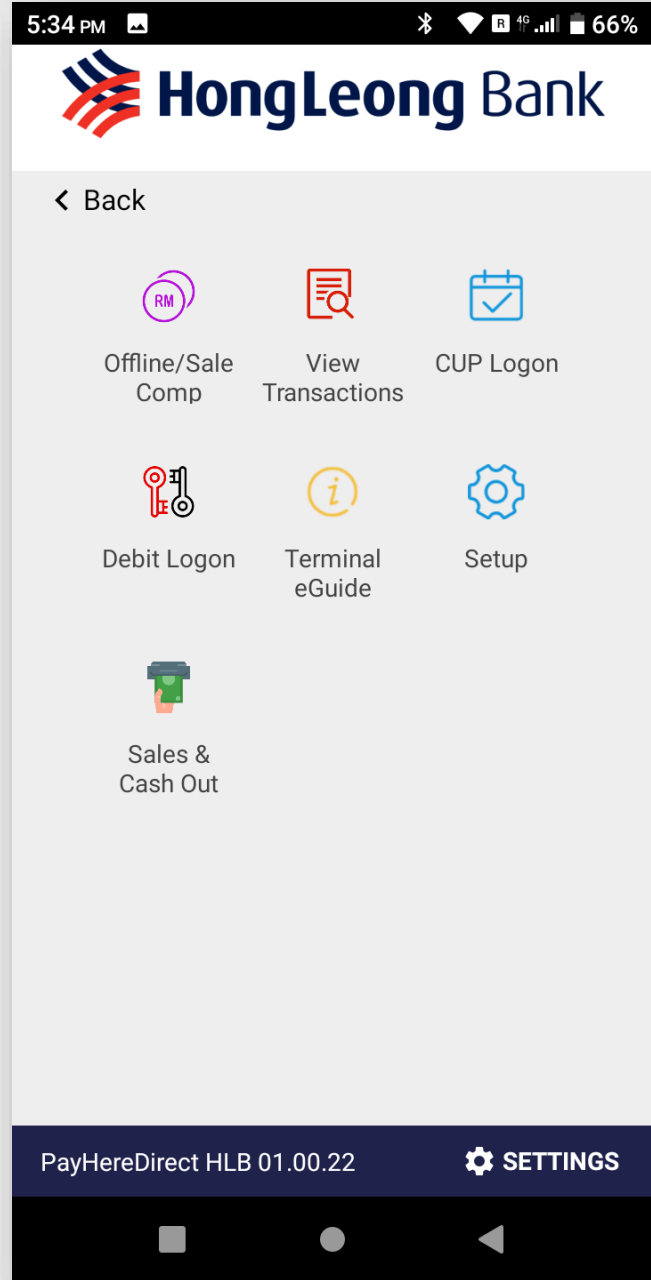 5:34 PM R 4G 66%
HongLeong Bank
Back
RM
Offline/Sale
Comp
View
Transactions
CUP Logon
Debit Logon
i
Terminal
eGuide
Setup
Sales &
Cash Out
PayHereDirect HLB 01.00.22
SETTINGS